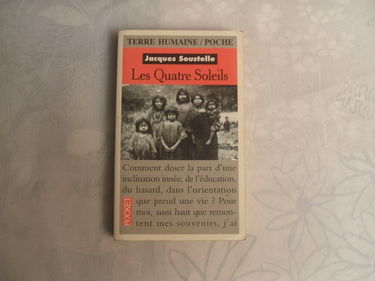 TERRE HUMAINE / POCHE
Jacques Soustelle
Les Quatre Soleils
Comment doser la part d'une
inclination innée, de l'éducation,
du hasard, dans l'orientation
que prend une vie ? Pour
moi, aussi haut que remon-
tent mes souvenirs, j'ai
POCKET